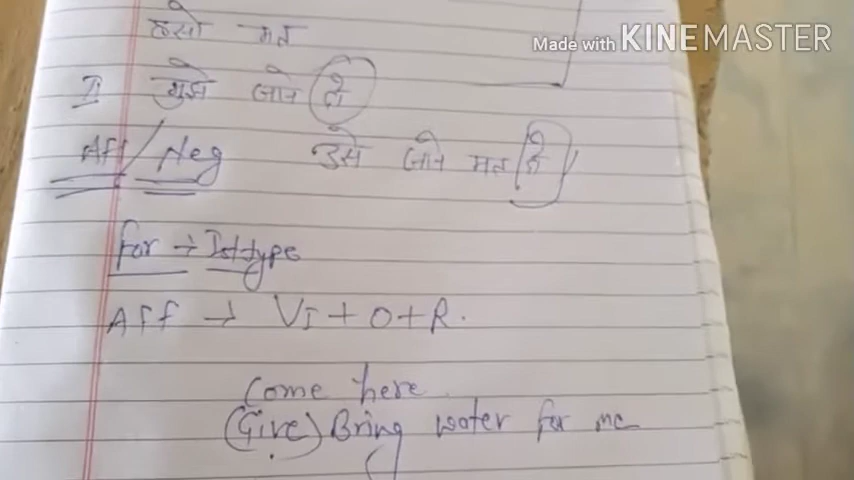 Made with KINEMASTER
हसो मत
II मुझे जाने दो
Aff / Neg उसे जाने मत दो
for → Ist type
Aff → VI + O + R.
Come here.
(Give) Bring water for me